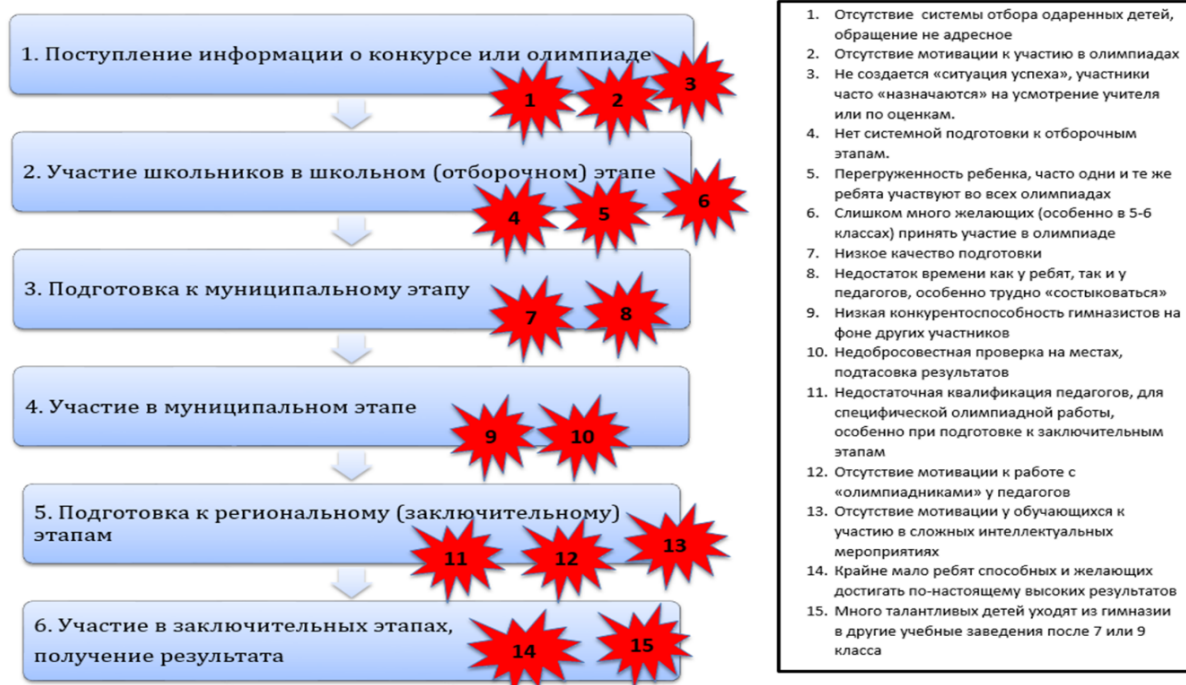 1. Поступление информации о конкурсе или олимпиаде
1
2
3
2. Участие школьников в школьном (отборочном) этапе
4
5
6
3. Подготовка к муниципальному этапу
7
8
4. Участие в муниципальном этапе
9
10
5. Подготовка к региональному (заключительному)
этапам
11
12
13
6. Участие в заключительных этапах,
получение результата
14
15
1. Отсутствие системы отбора одаренных детей,
обращение не адресное
2. Отсутствие мотивации к участию в олимпиадах
3. Не создается «ситуация успеха», участники
часто «назначаются» на усмотрение учителя
или по оценкам.
4. Нет системной подготовки к отборочным
этапам.
5. Перегруженность ребенка, часто одни и те же
ребята участвуют во всех олимпиадах
6. Слишком много желающих (особенно в 5-6
классах) принять участие в олимпиаде
7. Низкое качество подготовки
8. Недостаток времени как у ребят, так и у
педагогов, особенно трудно «состыковаться»
9. Низкая конкурентоспособность гимназистов на
фоне других участников
10. Недобросовестная проверка на местах,
подтасовка результатов
11. Недостаточная квалификация педагогов, для
специфической олимпиадной работы,
особенно при подготовке к заключительным
этапам
12. Отсутствие мотивации к работе с
«олимпиадниками» у педагогов
13. Отсутствие мотивации у обучающихся к
участию в сложных интеллектуальных
мероприятиях
14. Крайне мало ребят способных и желающих
достигать по-настоящему высоких результатов
15. Много талантливых детей уходят из гимназии
в другие учебные заведения после 7 или 9
класса